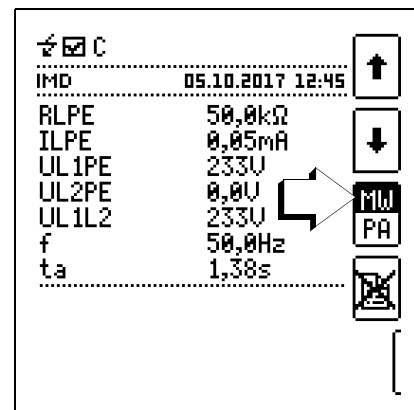 C
IMD 05.10.2017 12:45
RLPE 50,0kΩ
ILPE 0,05mA
UL1PE 233V
UL2PE 0,0V
UL1L2 233V
f 50,0Hz
ta 1,38s
MW
PA